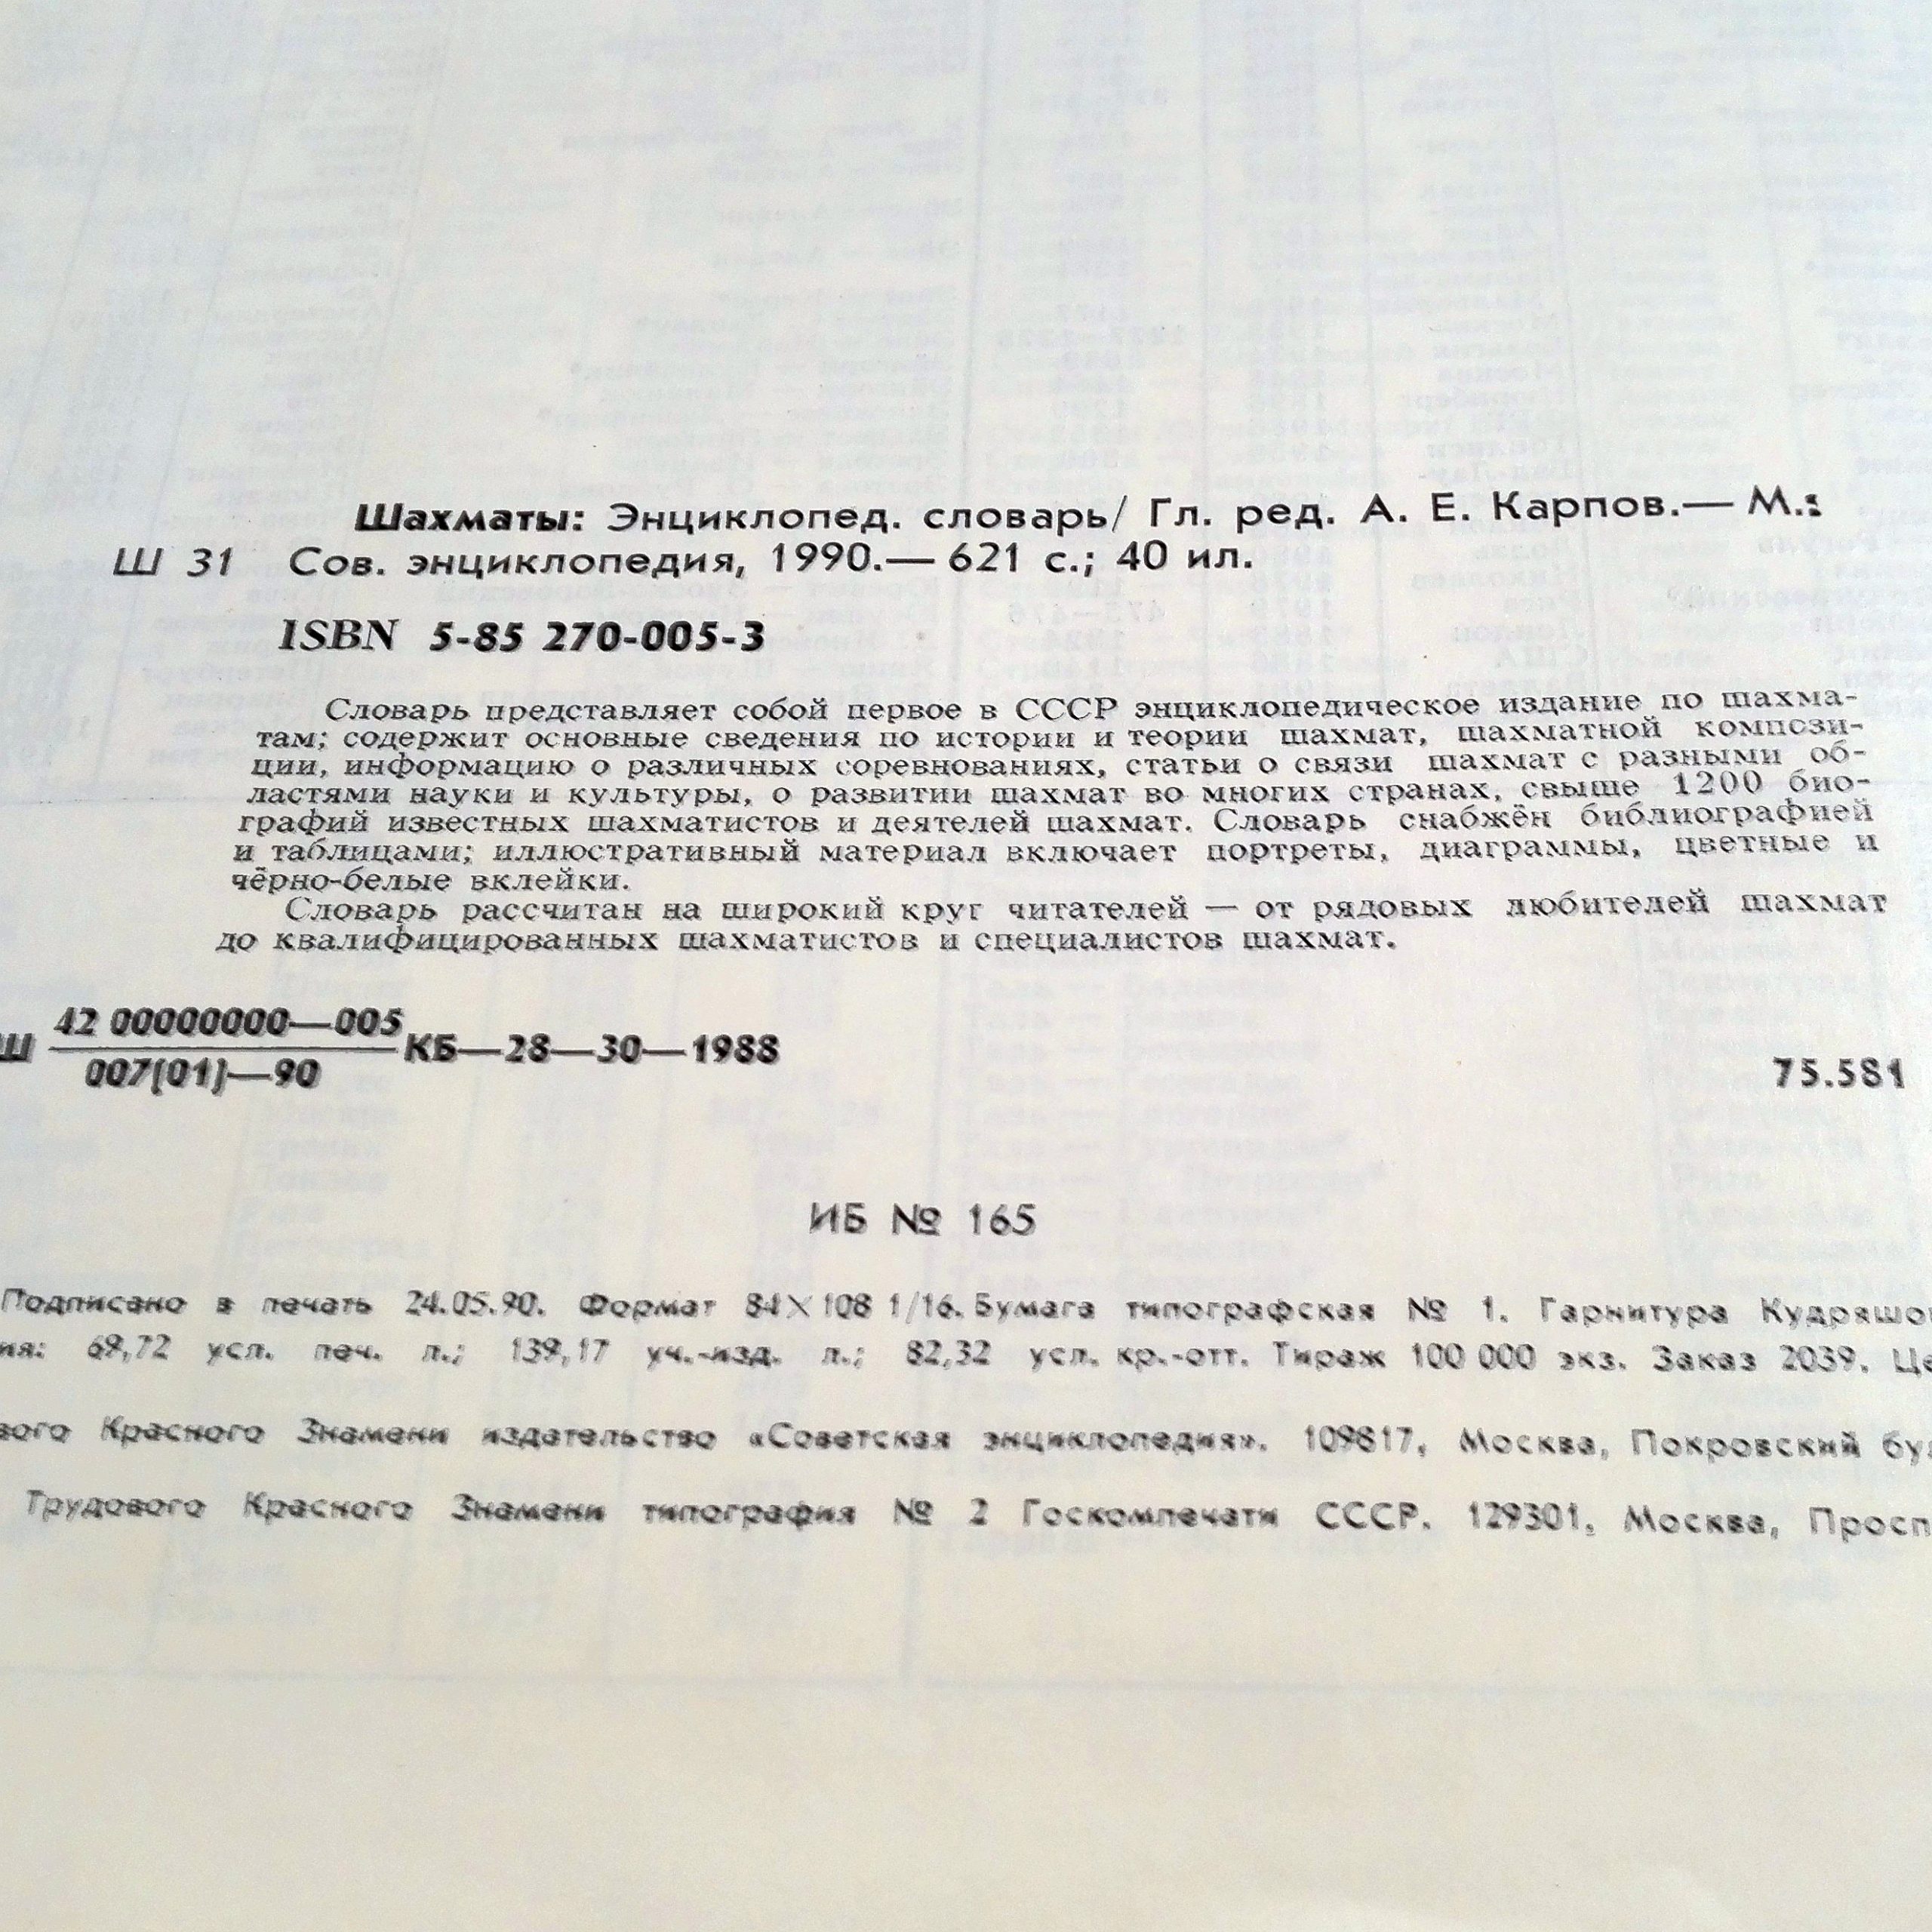 Шахматы: Энциклопед. словарь/ Гл. ред. А. Е. Карпов.— М.:
Ш 31 Сов. энциклопедия, 1990.— 621 с.; 40 ил.
ISBN 5-85 270-005-3
Словарь представляет собой первое в СССР энциклопедическое издание по шахма-
там; содержит основные сведения по истории и теории шахмат, шахматной компози-
ции, информацию о различных соревнованиях, статьи о связи шахмат с разными об-
ластями науки и культуры, о развитии шахмат во многих странах, свыше 1200 био-
графий известных шахматистов и деятелей шахмат. Словарь снабжён библиографией
и таблицами; иллюстративный материал включает портреты, диаграммы, цветные и
чёрно-белые вклейки.
Словарь рассчитан на широкий круг читателей — от рядовых любителей шахмат
до квалифицированных шахматистов и специалистов шахмат.
42 00000000—005
Ш КБ—28—30—1988
007(01)—90
75.581
ИБ № 165
Подписано в печать 24.05.90. Формат 84×108 1/16. Бумага типографская № 1. Гарнитура Кудряшо
ия: 69,72 усл. печ. л.; 139,17 уч.-изд. л.; 82,32 усл. кр.-отт. Тираж 100 000 экз. Заказ 2039. Це
вого Красного Знамени издательство «Советская энциклопедия». 109817, Москва, Покровский бу
Трудового Красного Знамени типография № 2 Госкомпечати СССР. 129301, Москва, Просп